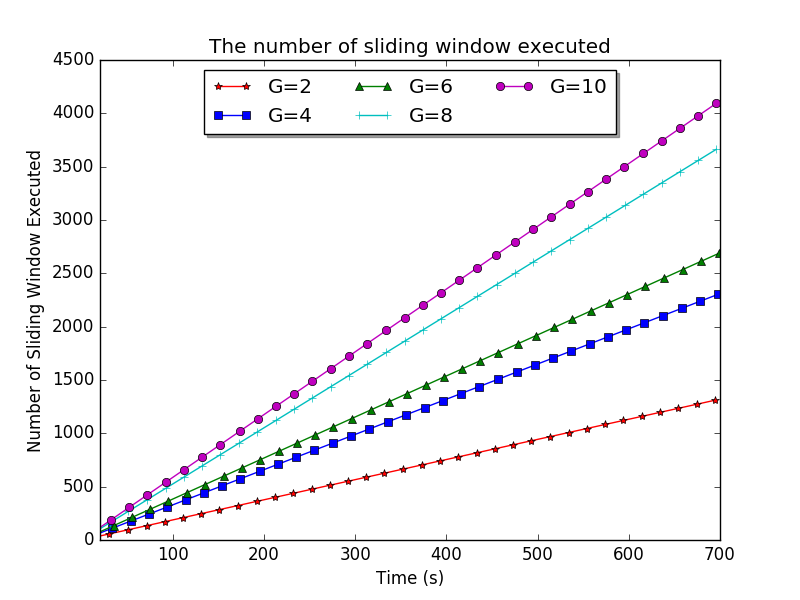 The number of sliding window executed
G=2 G=6 G=10
G=4 G=8
Number of Sliding Window Executed
4500
4000
3500
3000
2500
2000
1500
1000
500
0
100 200 300 400 500 600 700
Time (s)